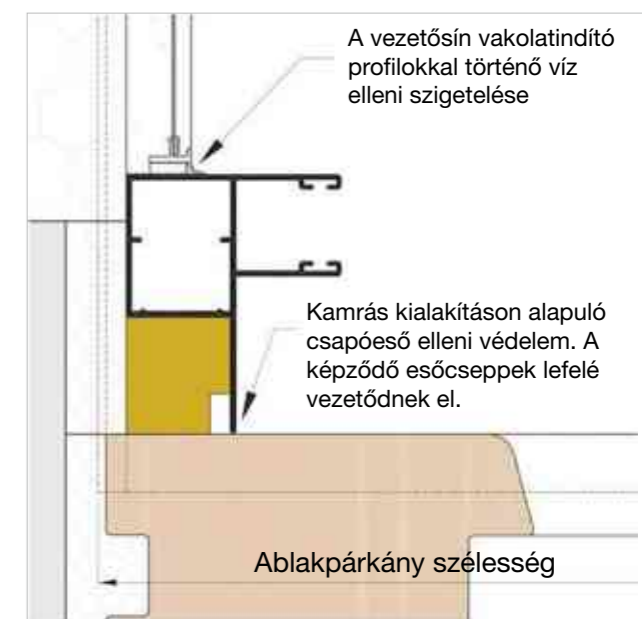 A vezetősín vakolatindító
profilokkal történő víz
elleni szigetelése
Kamrás kialakításon alapuló
csapóeső elleni védelem. A
képződő esőcseppek lefelé
vezetődnek el.
Ablakpárkány szélesség